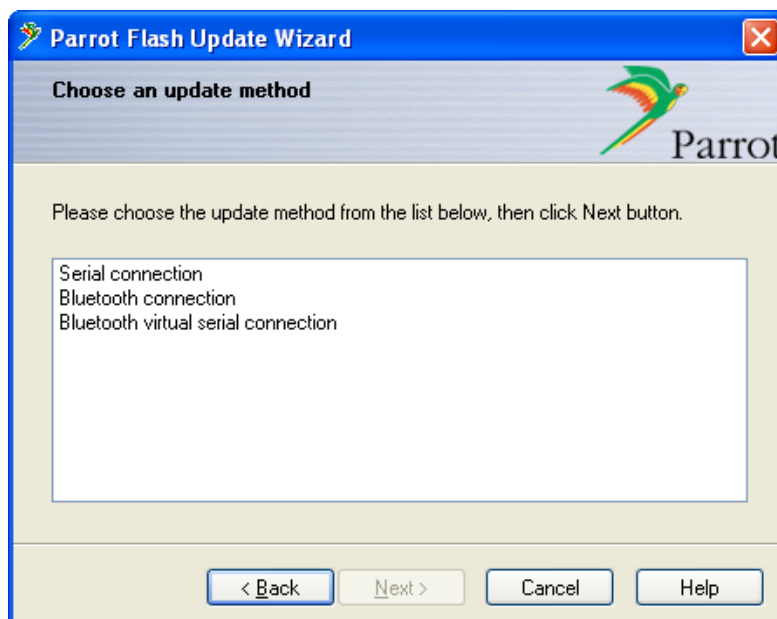 Parrot Flash Update Wizard
Choose an update method
Parrot
Please choose the update method from the list below, then click Next button.
Serial connection
Bluetooth connection
Bluetooth virtual serial connection
< Back
Next >
Cancel
Help